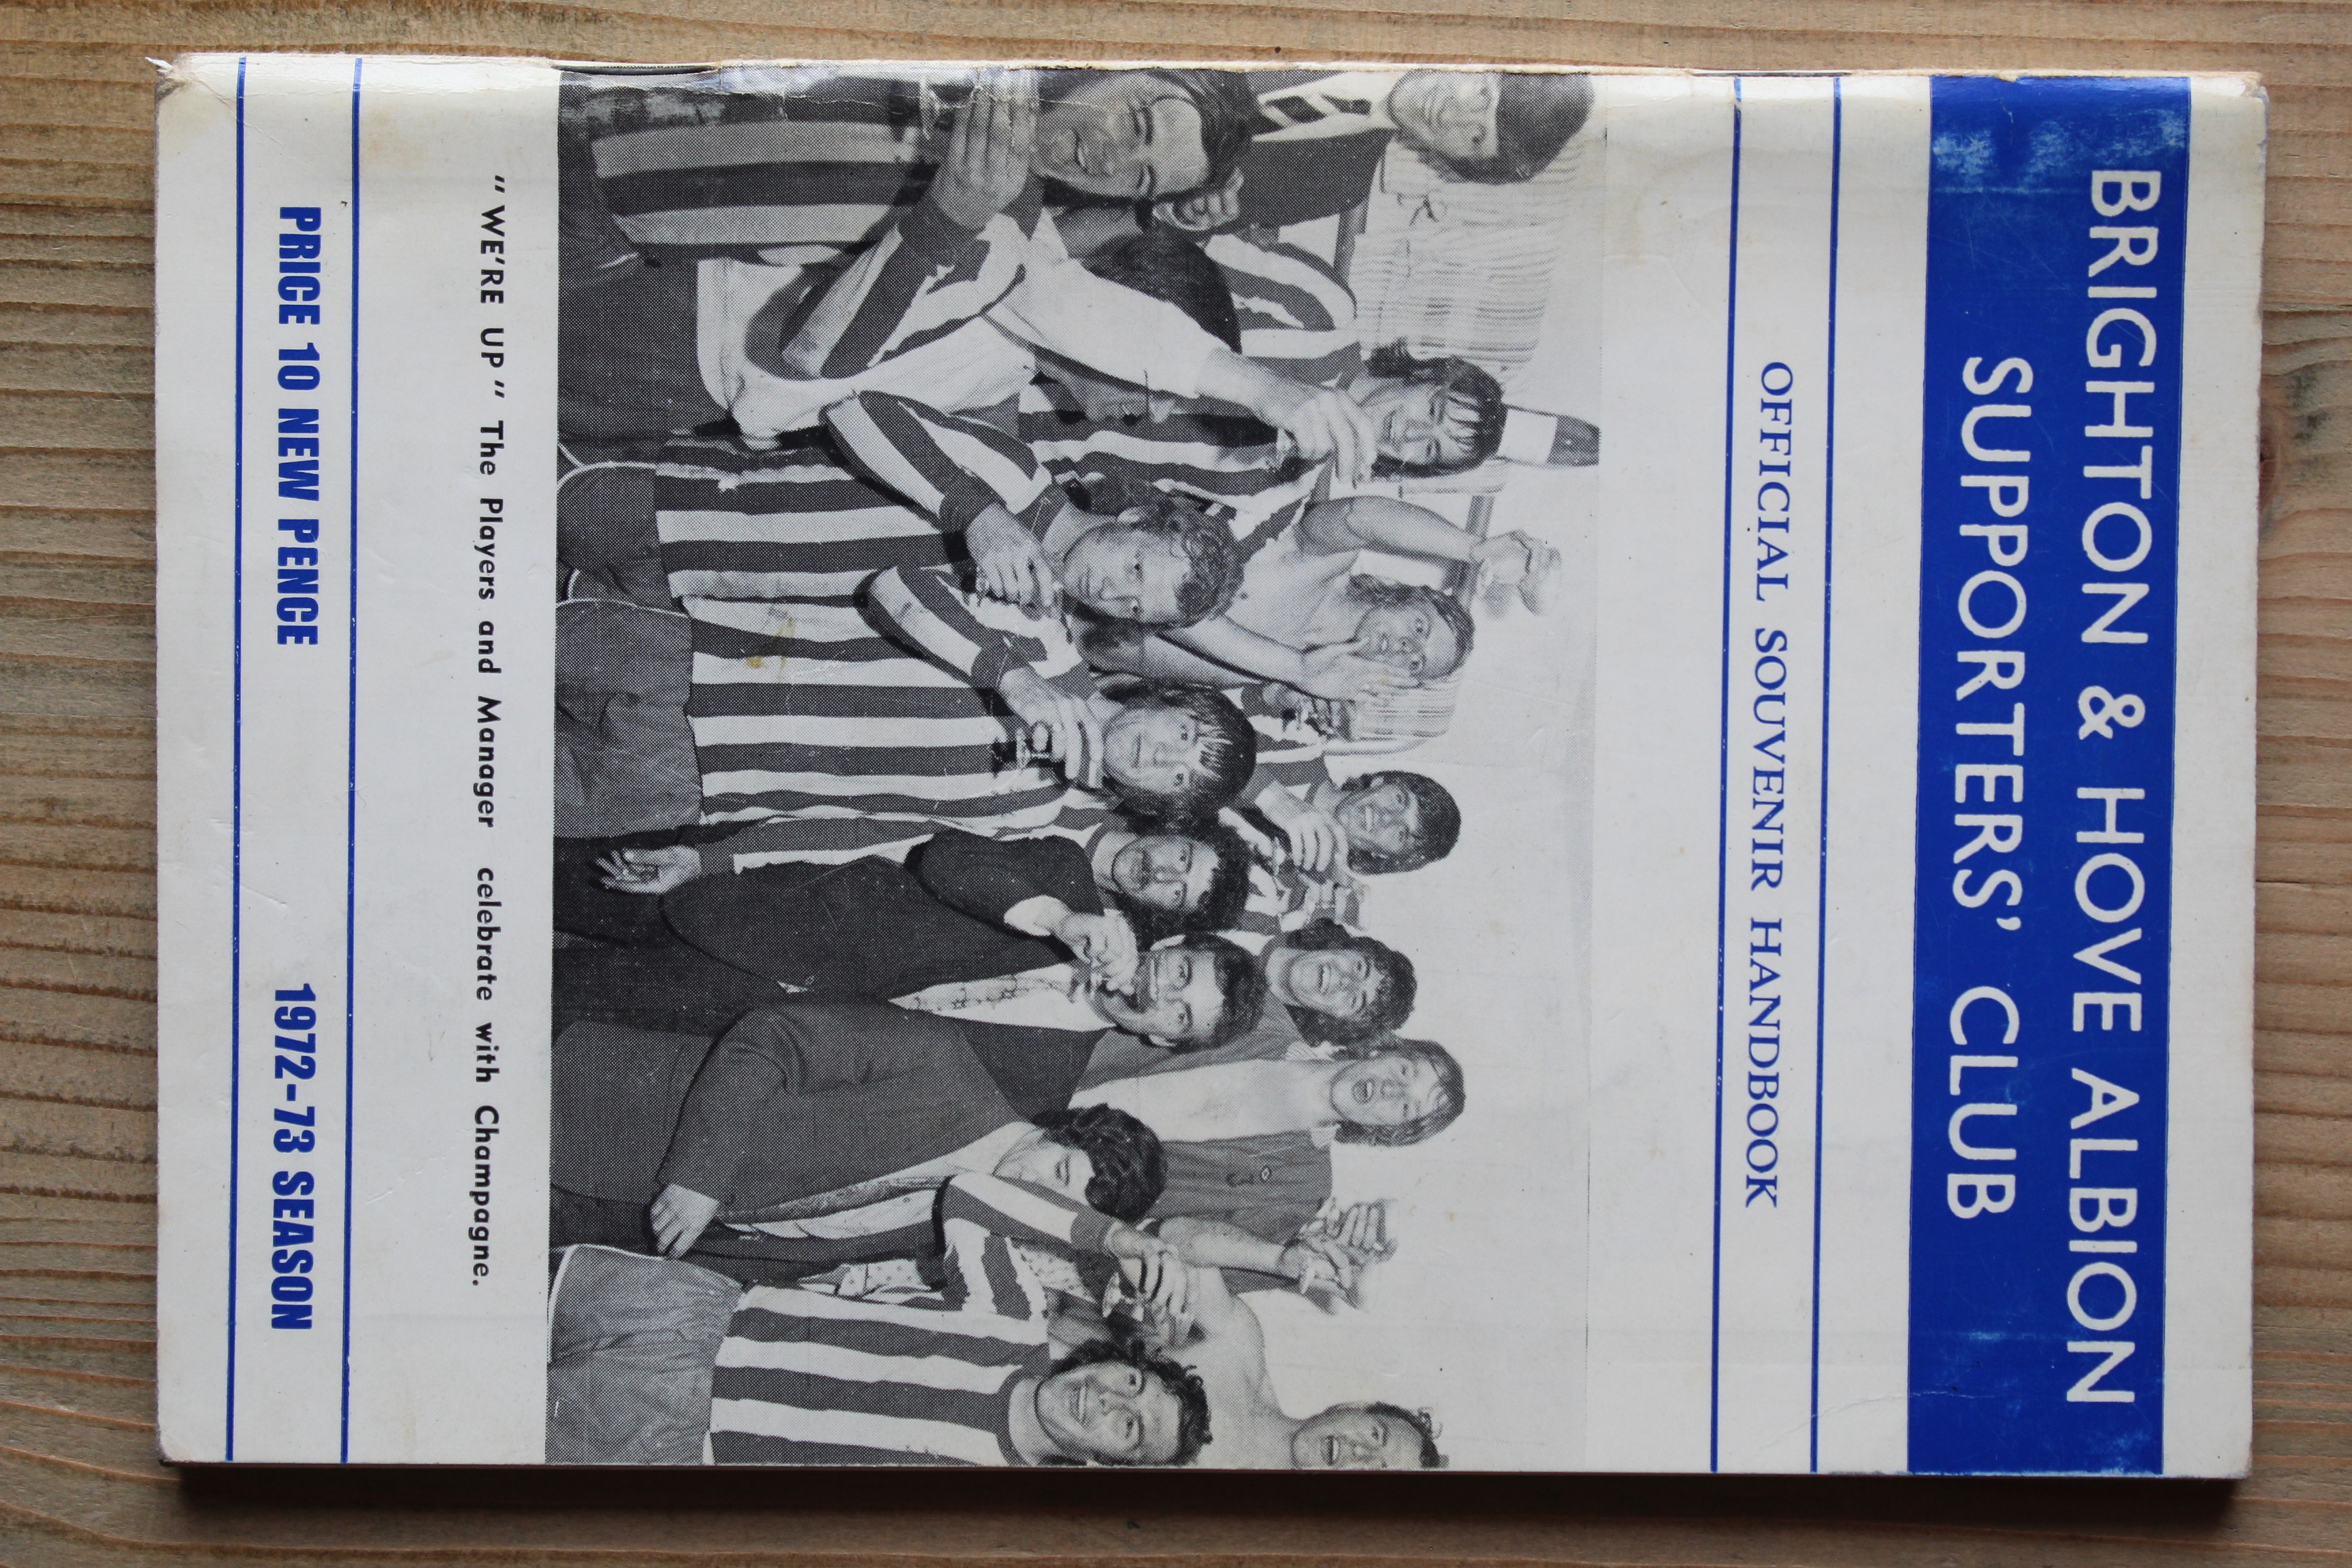 BRIGHTON & HOVE ALBION
SUPPORTERS' CLUB
OFFICIAL SOUVENIR HANDBOOK
"WE'RE UP" The Players and Manager celebrate with Champagne.
PRICE 10 NEW PENCE 1972-73 SEASON